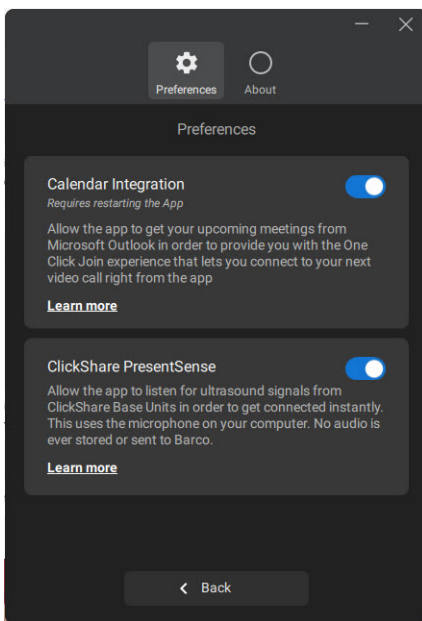 Preferences
About
Preferences
Calendar Integration
Requires restarting the App
Allow the app to get your upcoming meetings from
Microsoft Outlook in order to provide you with the One
Click Join experience that lets you connect to your next
video call right from the app
Learn more
ClickShare PresentSense
Allow the app to listen for ultrasound signals from
ClickShare Base Units in order to get connected instantly.
This uses the microphone on your computer. No audio is
ever stored or sent to Barco.
Learn more
Back